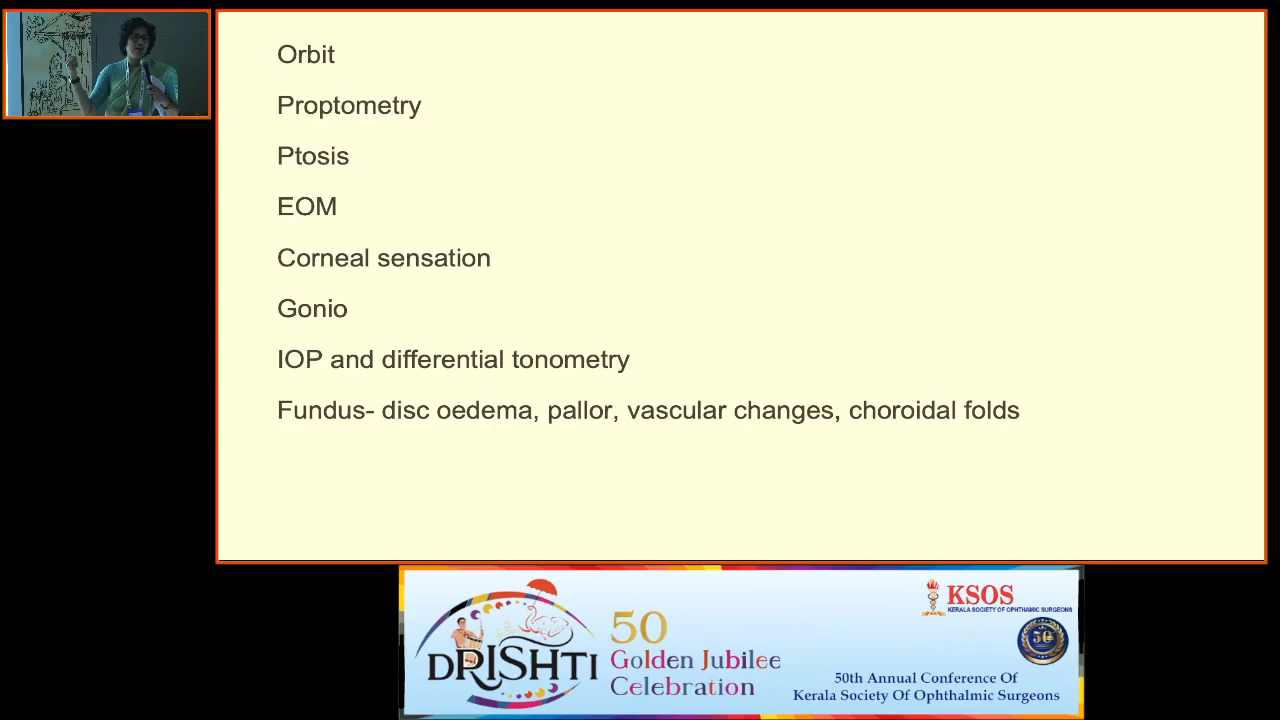 Orbit
Proptometry
Ptosis
EOM
Corneal sensation
Gonio
IOP and differential tonometry
Fundus- disc oedema, pallor, vascular changes, choroidal folds
DRISHTI
50
Golden Jubilee
Celebration
KSOS
KERALA SOCIETY OF OPHTHAMIC SURGEONS
50
50th Annual Conference Of
Kerala Society Of Ophthalmic Surgeons